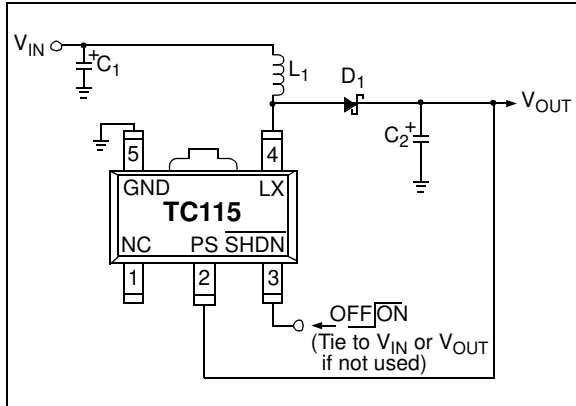 V_IN
+
C_1
L_1
D_1
V_OUT
C_2
+
5
4
GND
LX
TC115
NC
PS
SHDN
1
2
3
OFF ON
(Tie to V_IN or V_OUT
if not used)